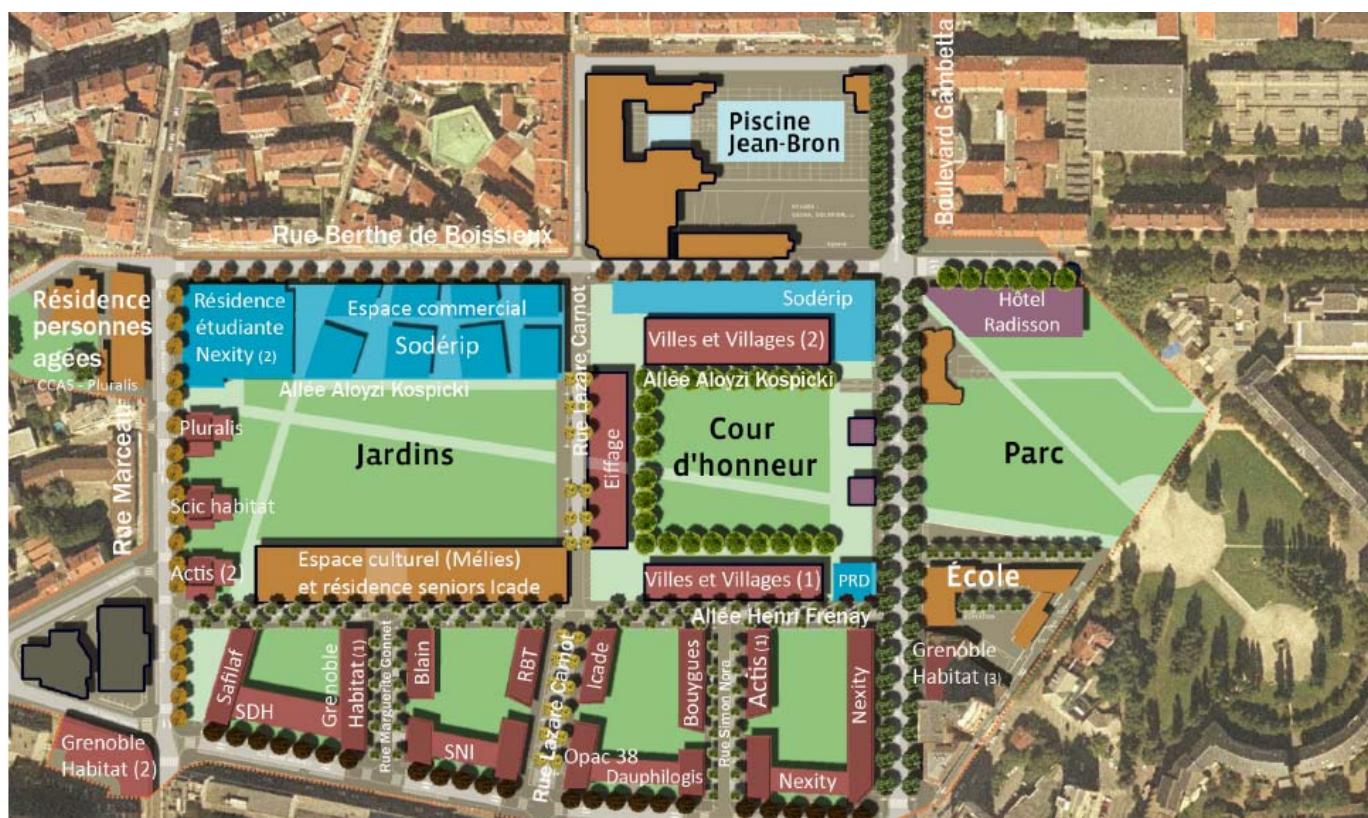 Boulevard Gambetta
Piscine
Jean-Bron
Rue Berthe de Boissieux
Résidence
personnes
agées
CCAS - Pluralis
Résidence
étudiante
Nexity (2)
Espace commercial
Sodérip
Rue Lazare Carnot
Sodérip
Villes et Villages (2)
Hôtel
Radisson
Allée Aloyzi Kospicki
Allée Aloyzi Kospicki
Rue Marceau
Pluralis
Jardins
Eiffage
Cour
d'honneur
Parc
Scic habitat
Actis (2)
Espace culturel (Mélies)
et résidence seniors Icade
Villes et Villages (1)
PRD
École
Allée Henri Frenay
Safilaf
SDH
Grenoble
Habitat (1)
Rue Marguerite Gonnet
Blain
SNI
RBT
Rue Lazare Carnot
Icade
Opac 38
Dauphilogis
Bouygues
Rue Simon Nora
Actis (1)
Nexity
Nexity
Grenoble
Habitat (3)
Grenoble
Habitat (2)